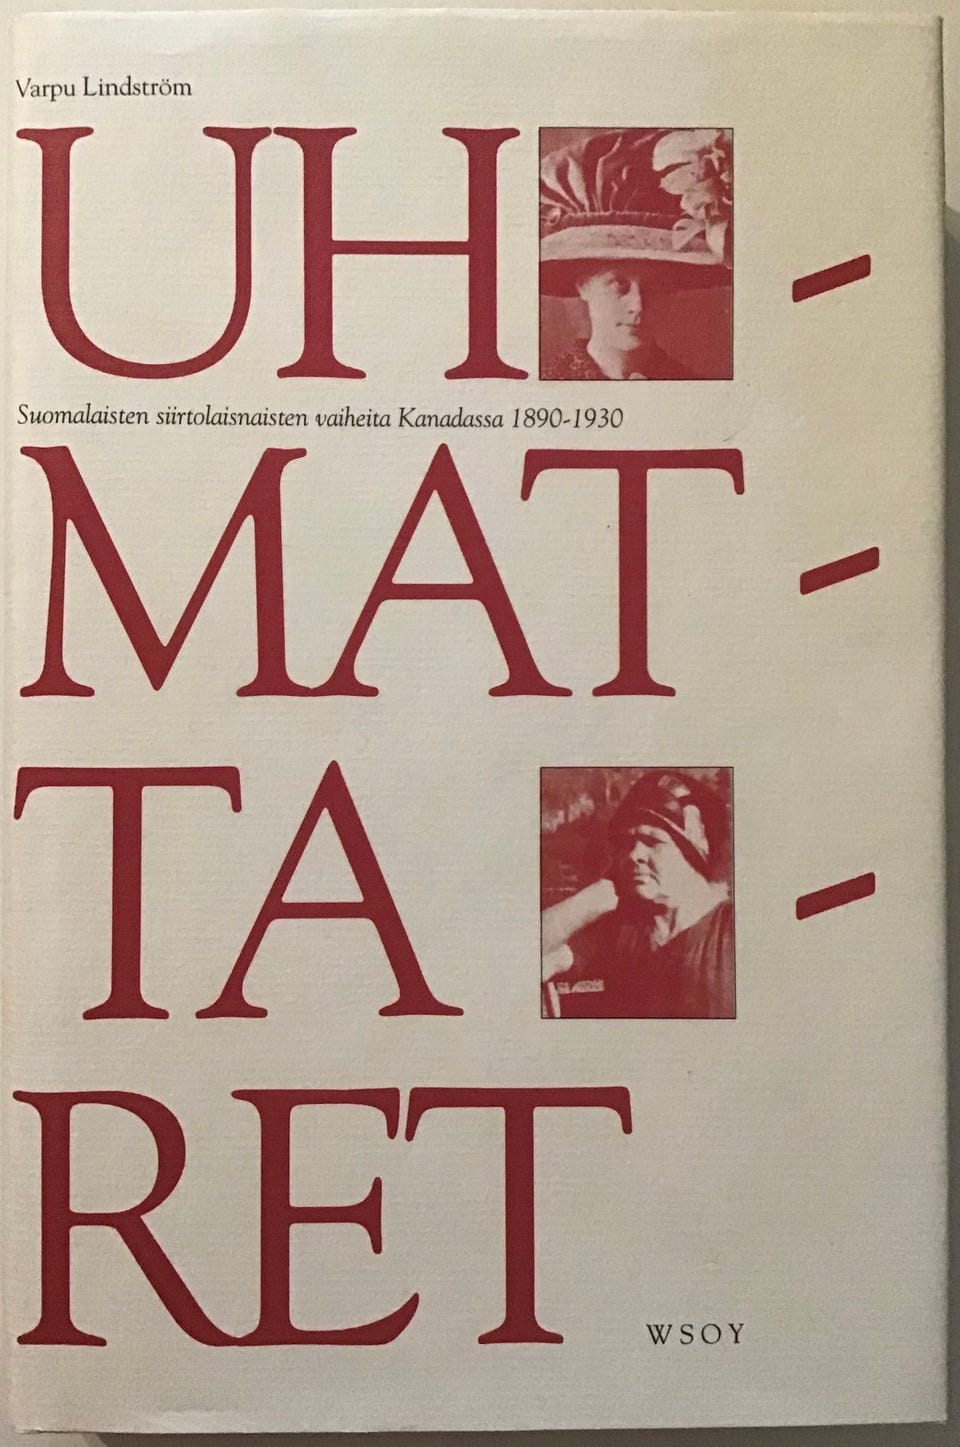 Varpu Lindström
UH-
Suomalaisten siirtolaisnaisten vaiheita Kanadassa 1890-1930
MAT-
TA-
RET
WSOY